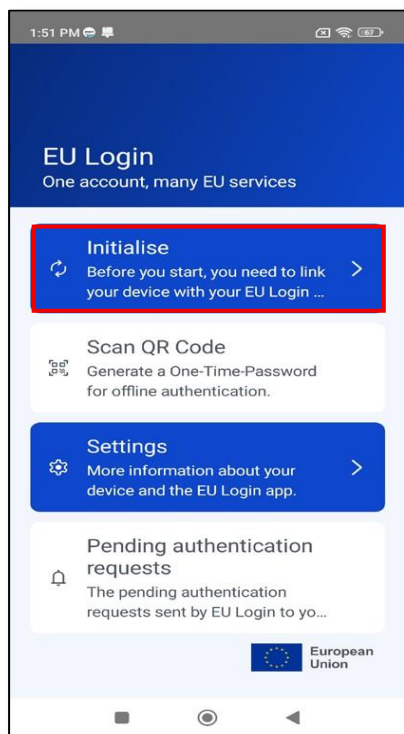 1:51 PM
67
EU Login
One account, many EU services
Initialise
Before you start, you need to link
your device with your EU Login ...
Scan QR Code
Generate a One-Time-Password
for offline authentication.
Settings
More information about your
device and the EU Login app.
Pending authentication
requests
The pending authentication
requests sent by EU Login to yo...
European
Union